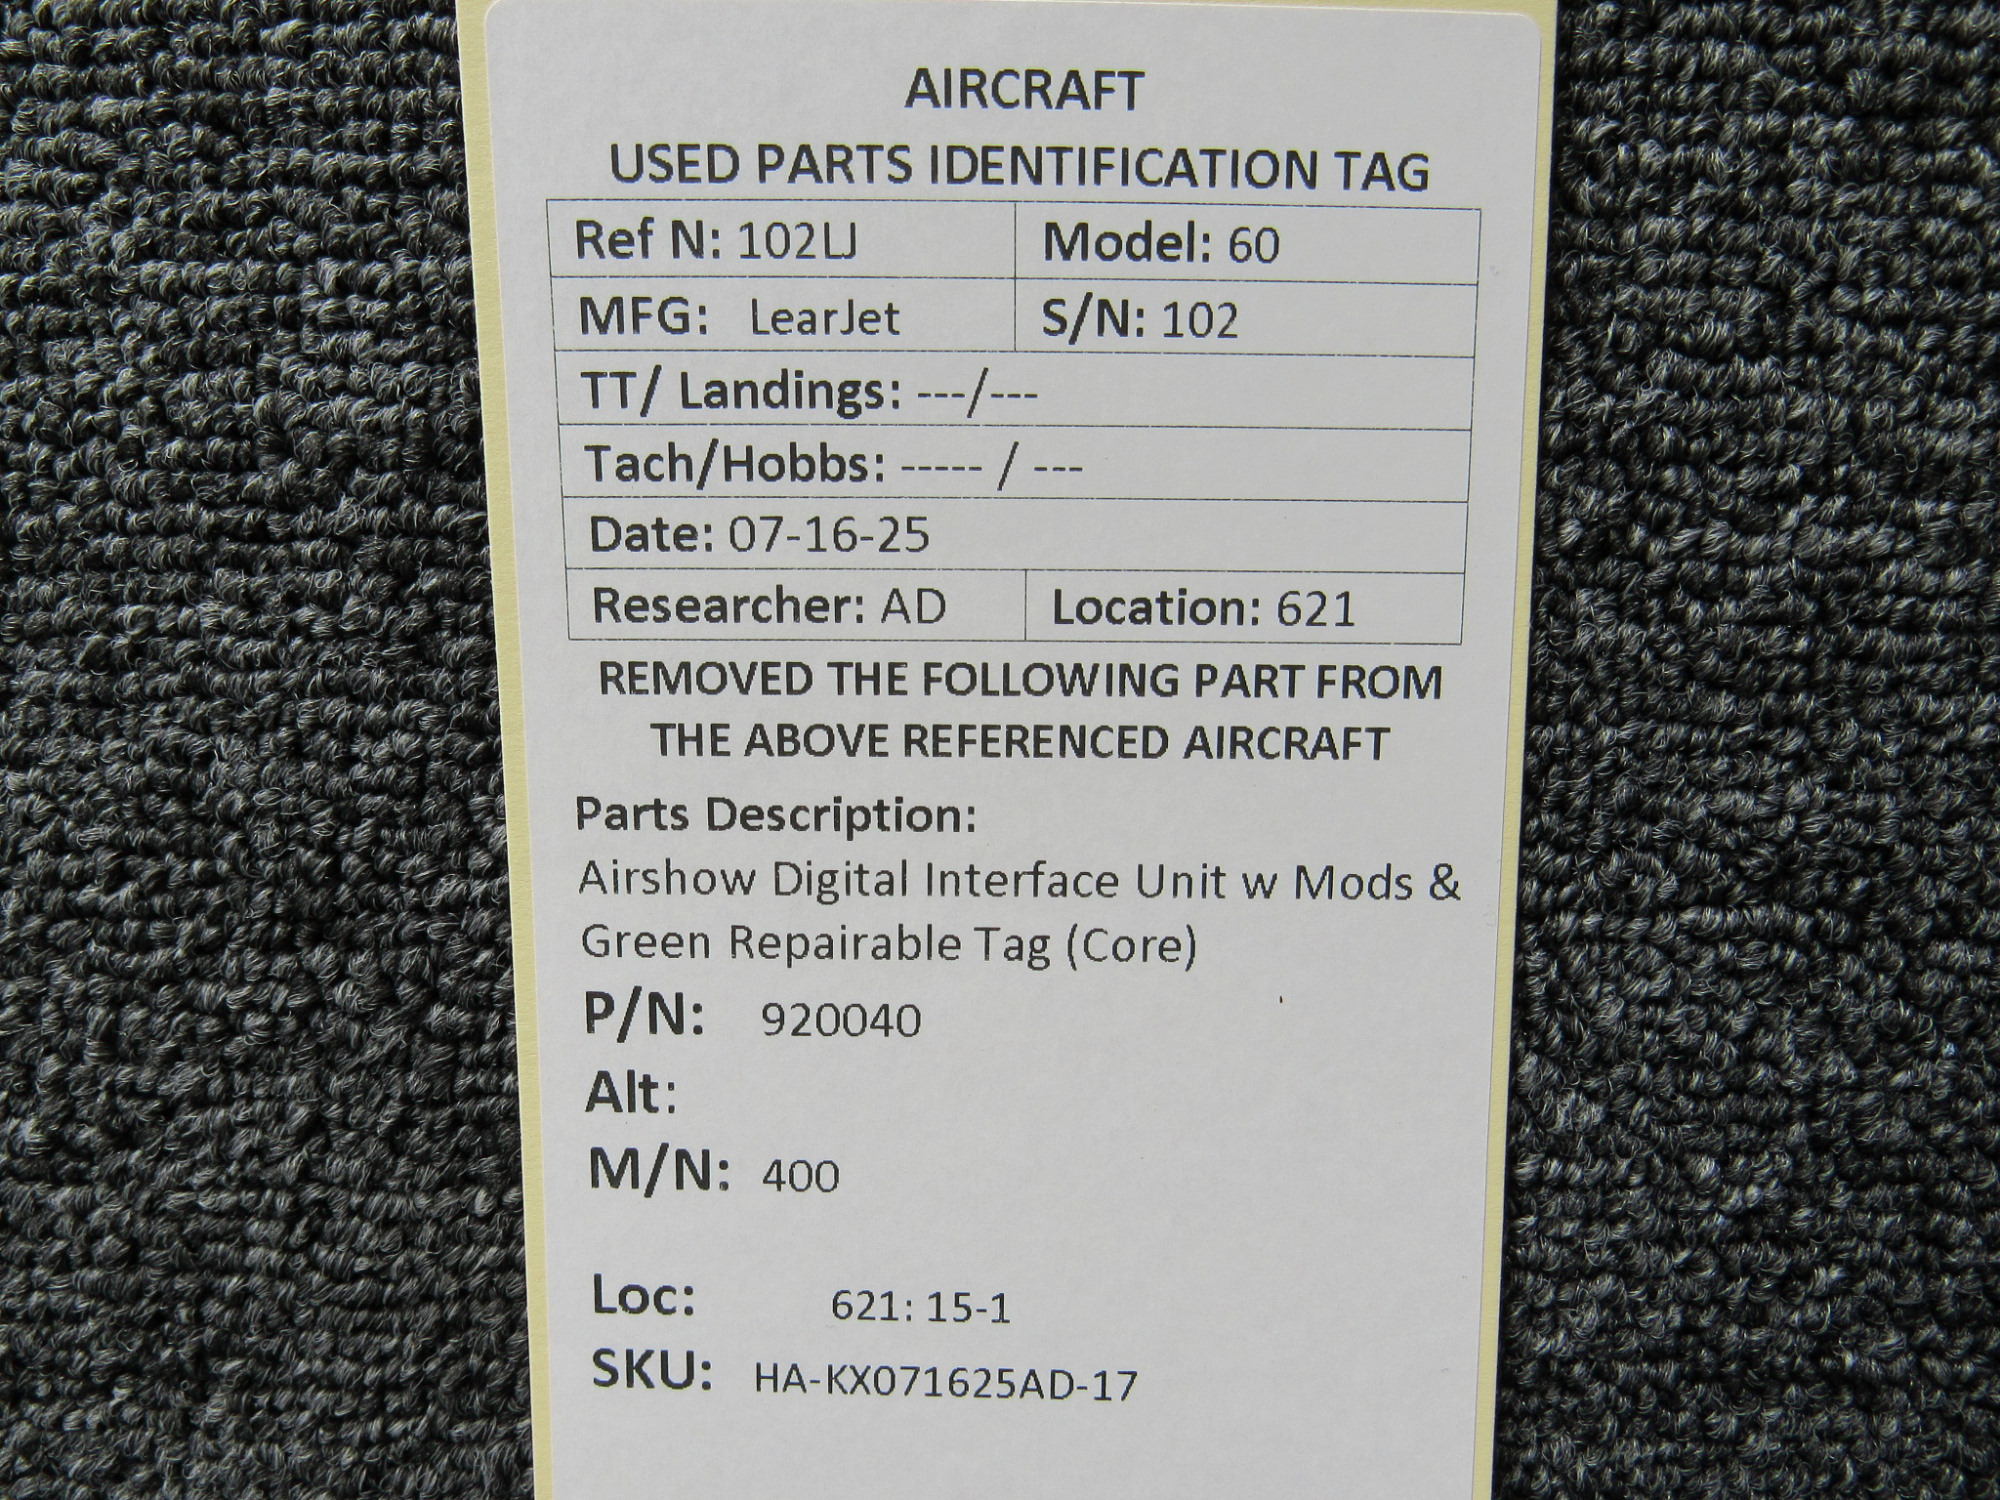 AIRCRAFT
USED PARTS IDENTIFICATION TAG
Ref N: 102LJ Model: 60
MFG: LearJet S/N: 102
TT/ Landings: ---/---
Tach/Hobbs: ----- / ---
Date: 07-16-25
Researcher: AD Location: 621
REMOVED THE FOLLOWING PART FROM
THE ABOVE REFERENCED AIRCRAFT
Parts Description:
Airshow Digital Interface Unit w Mods &
Green Repairable Tag (Core)
P/N: 920040
Alt:
M/N: 400
Loc: 621: 15-1
SKU: HA-KX071625AD-17